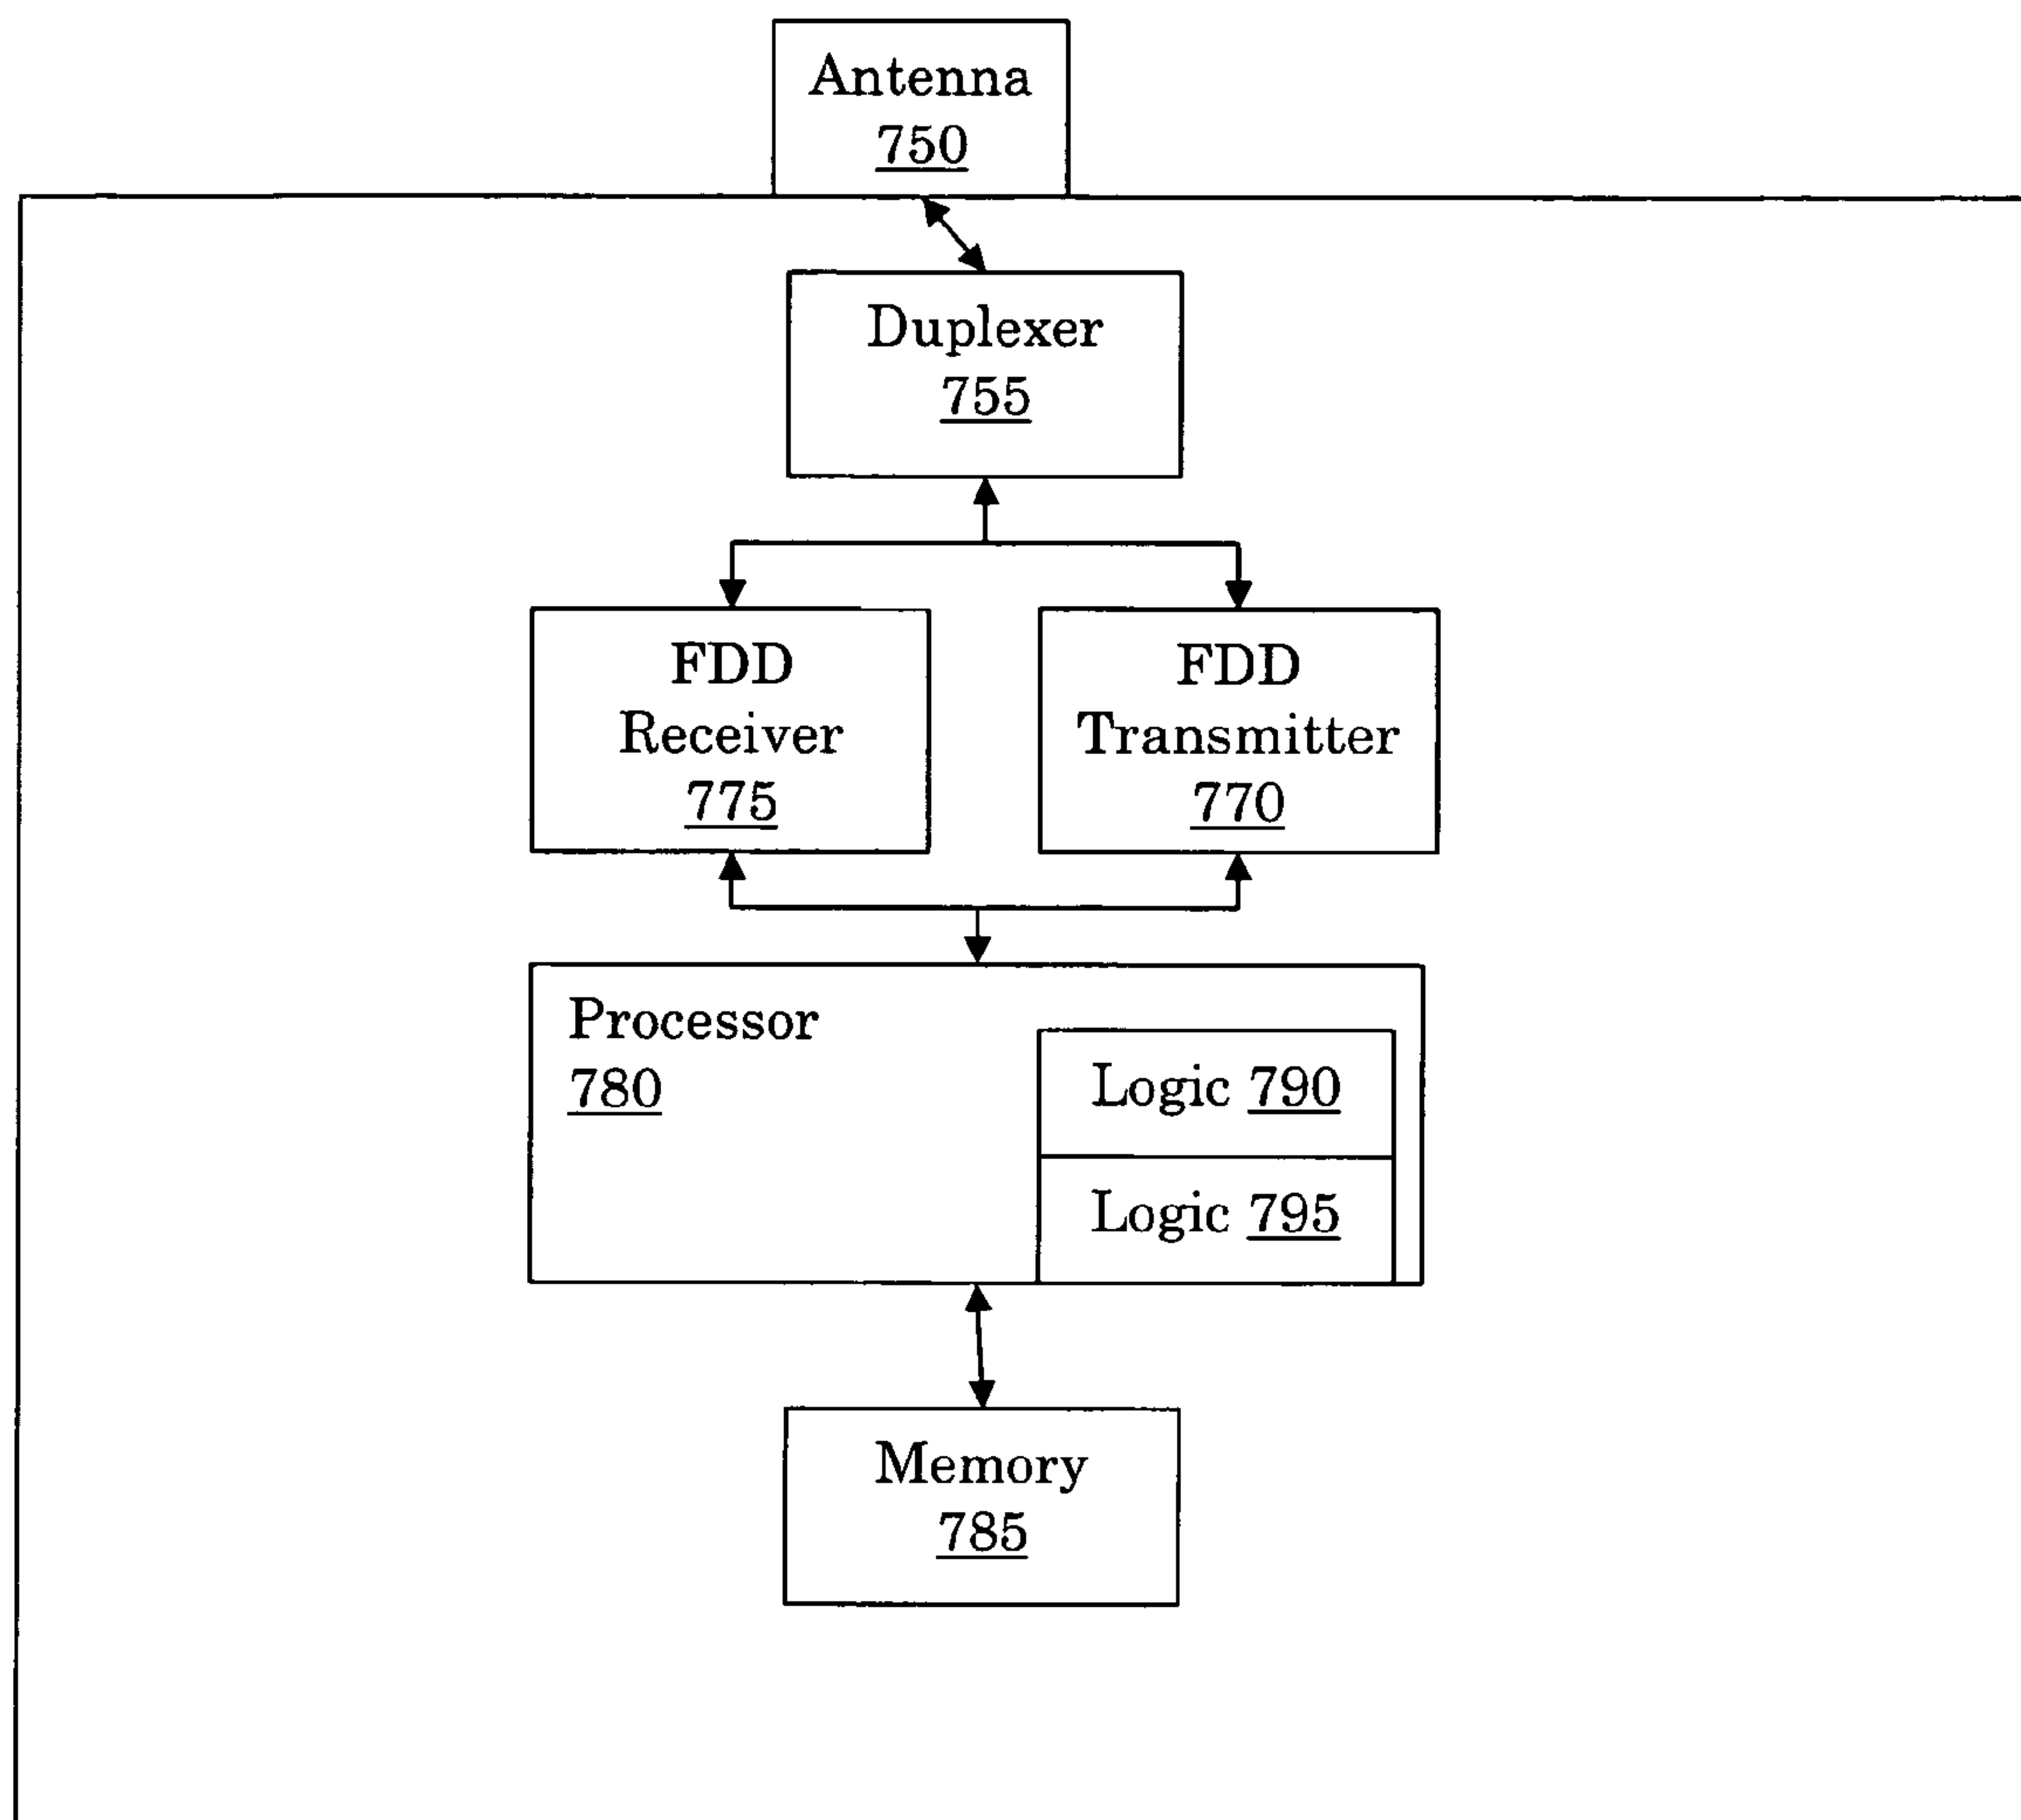 Antenna
750
Duplexer
755
FDD
Receiver
775
FDD
Transmitter
770
Processor
780
Logic 790
Logic 795
Memory
785